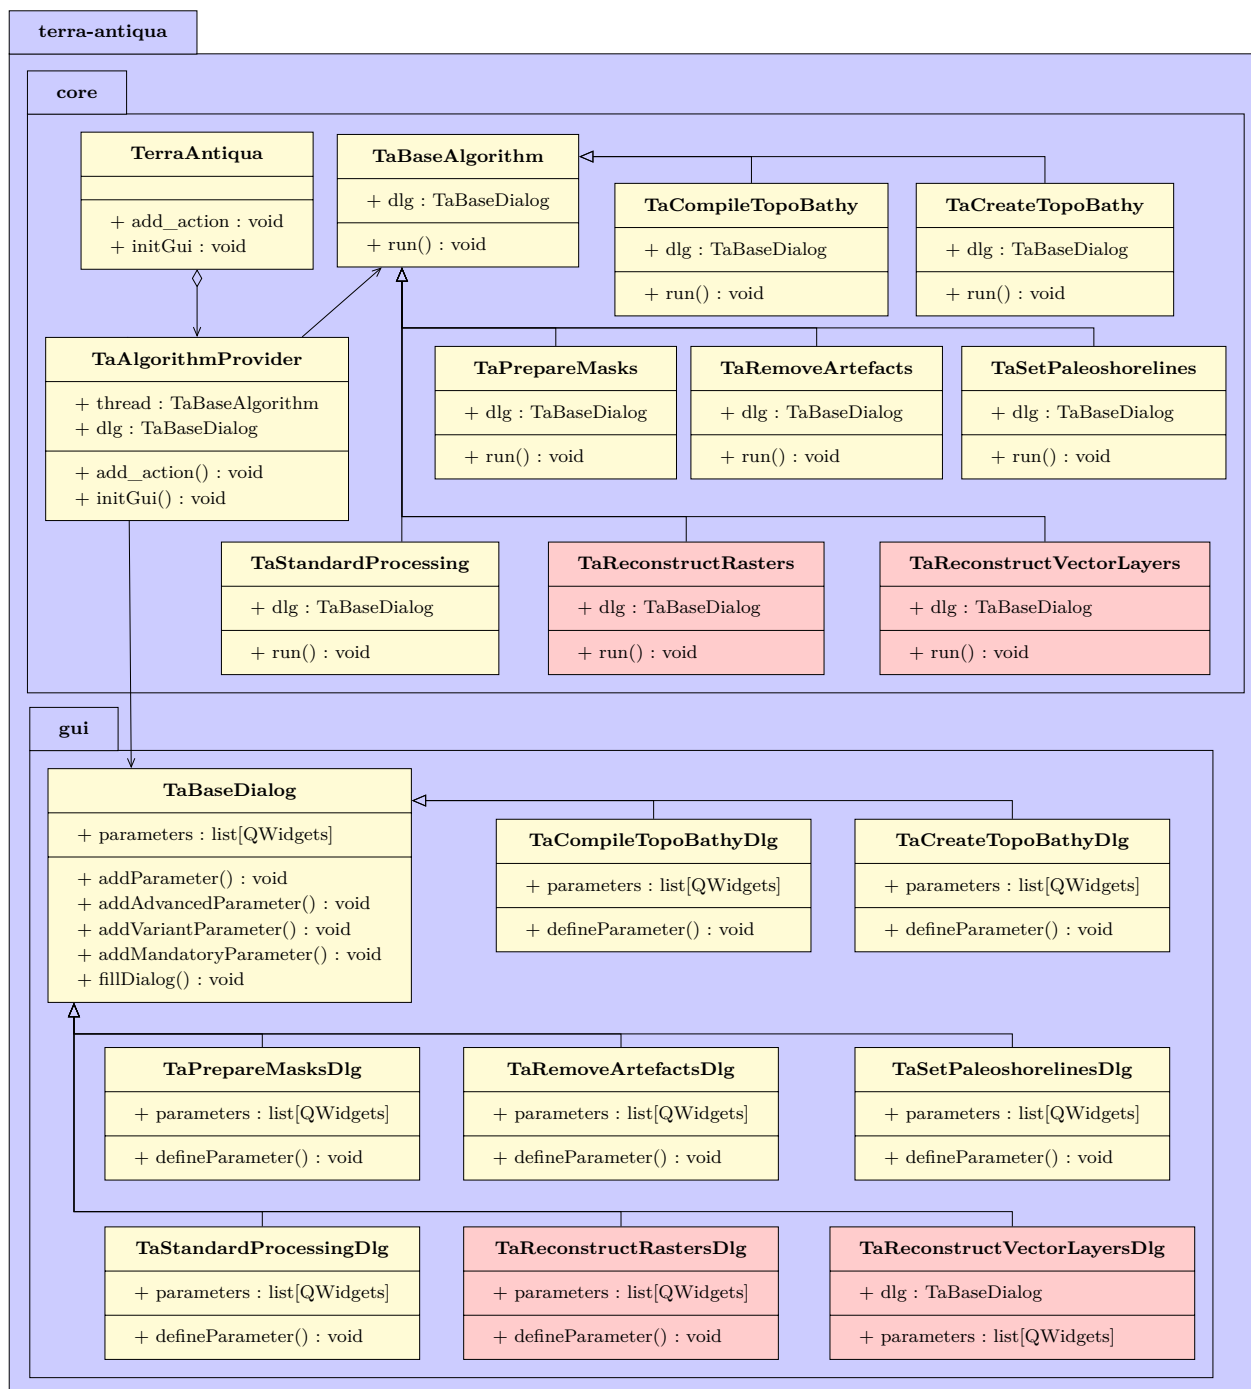 terra-antiqua
core
TerraAntiqua
+ add_action : void
+ initGui : void
TaBaseAlgorithm
+ dlg : TaBaseDialog
+ run() : void
TaCompileTopoBathy
+ dlg : TaBaseDialog
+ run() : void
TaCreateTopoBathy
+ dlg : TaBaseDialog
+ run() : void
TaAlgorithmProvider
+ thread : TaBaseAlgorithm
+ dlg : TaBaseDialog
+ add_action() : void
+ initGui() : void
TaPrepareMasks
+ dlg : TaBaseDialog
+ run() : void
TaRemoveArtefacts
+ dlg : TaBaseDialog
+ run() : void
TaSetPaleoshorelines
+ dlg : TaBaseDialog
+ run() : void
TaStandardProcessing
+ dlg : TaBaseDialog
+ run() : void
TaReconstructRasters
+ dlg : TaBaseDialog
+ run() : void
TaReconstructVectorLayers
+ dlg : TaBaseDialog
+ run() : void
gui
TaBaseDialog
+ parameters : list[QWidgets]
+ addParameter() : void
+ addAdvancedParameter() : void
+ addVariantParameter() : void
+ addMandatoryParameter() : void
+ fillDialog() : void
TaCompileTopoBathyDlg
+ parameters : list[QWidgets]
+ defineParameter() : void
TaCreateTopoBathyDlg
+ parameters : list[QWidgets]
+ defineParameter() : void
TaPrepareMasksDlg
+ parameters : list[QWidgets]
+ defineParameter() : void
TaRemoveArtefactsDlg
+ parameters : list[QWidgets]
+ defineParameter() : void
TaSetPaleoshorelinesDlg
+ parameters : list[QWidgets]
+ defineParameter() : void
TaStandardProcessingDlg
+ parameters : list[QWidgets]
+ defineParameter() : void
TaReconstructRastersDlg
+ parameters : list[QWidgets]
+ defineParameter() : void
TaReconstructVectorLayersDlg
+ dlg : TaBaseDialog
+ parameters : list[QWidgets]